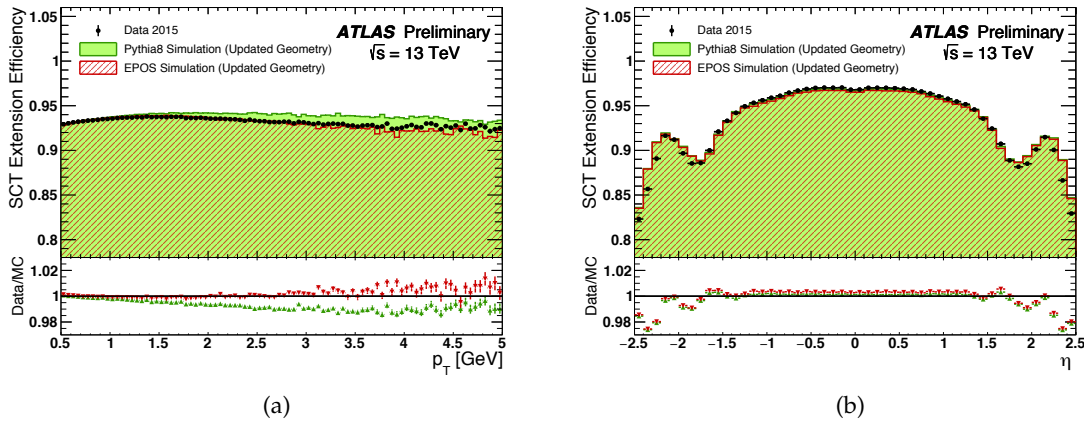 SCT Extension Efficiency
1.05
1
0.95
0.9
0.85
0.8
Data 2015
Pythia8 Simulation (Updated Geometry)
EPOS Simulation (Updated Geometry)
ATLAS Preliminary
√s = 13 TeV
Data/MC
1.02
1
0.98
0.5 1 1.5 2 2.5 3 3.5 4 4.5 5
p_T [GeV]
(a)
SCT Extension Efficiency
1.05
1
0.95
0.9
0.85
0.8
Data 2015
Pythia8 Simulation (Updated Geometry)
EPOS Simulation (Updated Geometry)
ATLAS Preliminary
√s = 13 TeV
Data/MC
1.02
1
0.98
−2.5 −2 −1.5 −1 −0.5 0 0.5 1 1.5 2 2.5
η
(b)